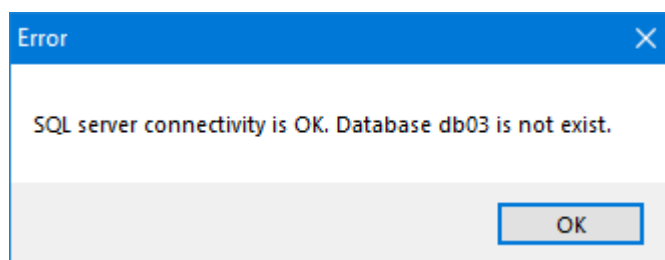 Error
SQL server connectivity is OK. Database db03 is not exist.
OK